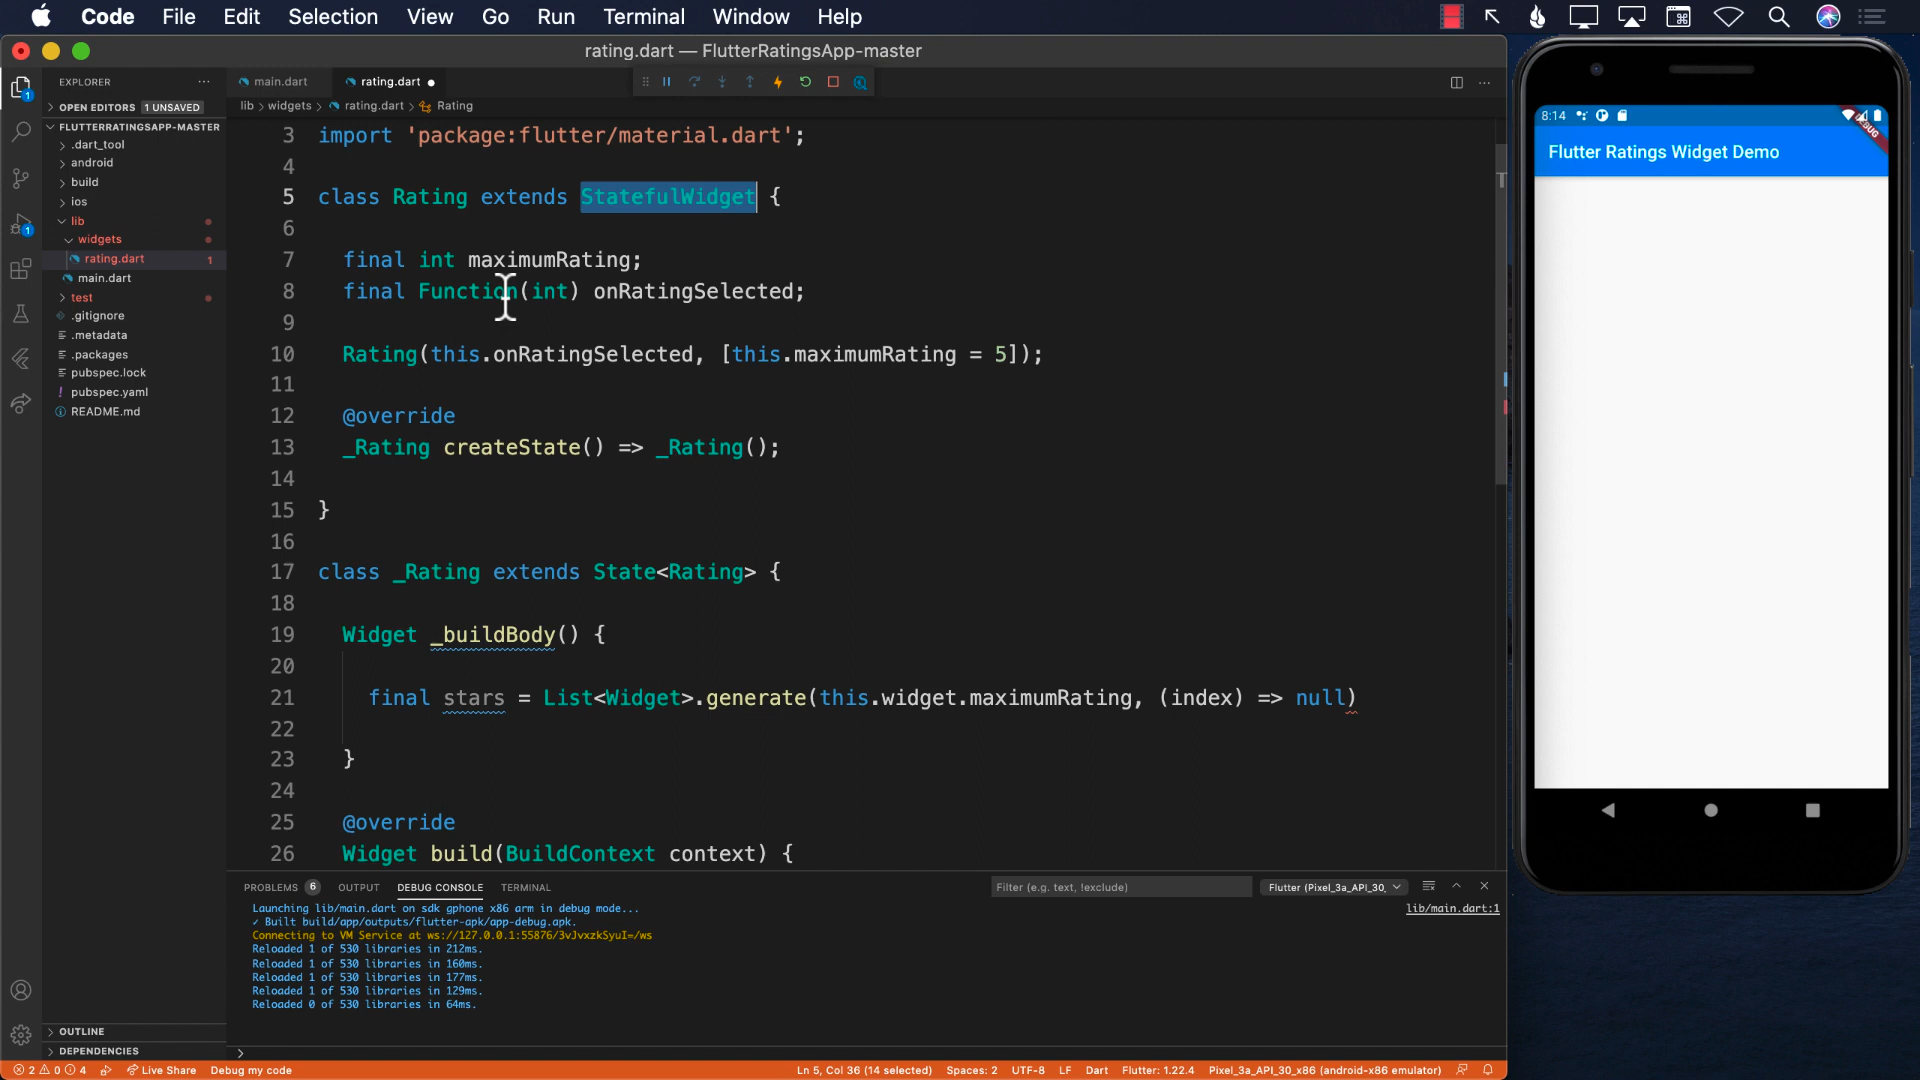 Code File Edit Selection View Go Run Terminal Window Help
rating.dart — FlutterRatingsApp-master
EXPLORER
main.dart
rating.dart
OPEN EDITORS 1 UNSAVED
lib > widgets > rating.dart > Rating
FLUTTERRATINGSAPP-MASTER
.dart_tool
android
build
ios
lib
widgets
rating.dart 1
main.dart
test
.gitignore
.metadata
.packages
pubspec.lock
pubspec.yaml
README.md
3 import 'package:flutter/material.dart';
4
5 class Rating extends StatefulWidget {
6
7 final int maximumRating;
8 final Function(int) onRatingSelected;
9
10 Rating(this.onRatingSelected, [this.maximumRating = 5]);
11
12 @override
13 _Rating createState() => _Rating();
14
15 }
16
17 class _Rating extends State<Rating> {
18
19 Widget _buildBody() {
20
21 final stars = List<Widget>.generate(this.widget.maximumRating, (index) => null)
22
23 }
24
25 @override
26 Widget build(BuildContext context) {
PROBLEMS 6 OUTPUT DEBUG CONSOLE TERMINAL
Filter (e.g. text, !exclude)
Flutter (Pixel_3a_API_30_
Launching lib/main.dart on sdk gphone x86 arm in debug mode...
lib/main.dart:1
✓ Built build/app/outputs/flutter-apk/app-debug.apk.
Connecting to VM Service at ws://127.0.0.1:55876/3vJvxzkSyuI=/ws
Reloaded 1 of 530 libraries in 212ms.
Reloaded 1 of 530 libraries in 160ms.
Reloaded 1 of 530 libraries in 177ms.
Reloaded 1 of 530 libraries in 129ms.
Reloaded 0 of 530 libraries in 64ms.
OUTLINE
DEPENDENCIES
2 0 4 Live Share Debug my code
Ln 5, Col 36 (14 selected) Spaces: 2 UTF-8 LF Dart Flutter: 1.22.4 Pixel_3a_API_30_x86 (android-x86 emulator)
8:14
DEBUG
Flutter Ratings Widget Demo
1
1